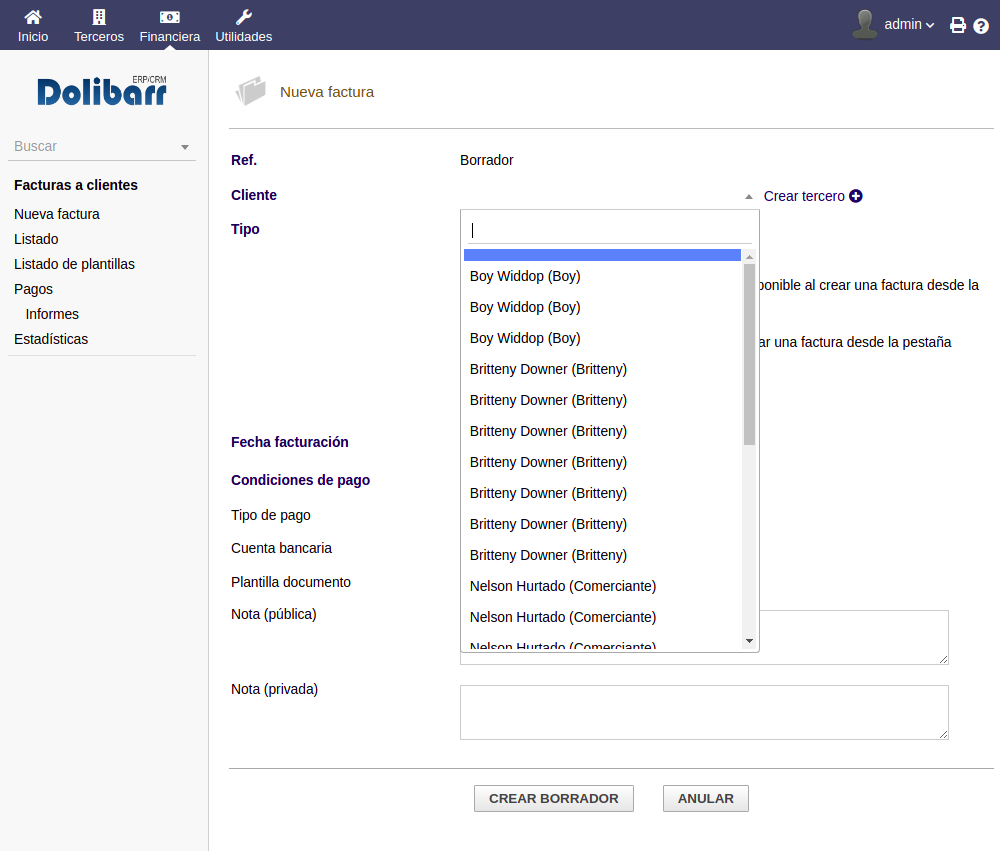 Inicio
Terceros
Financiera
Utilidades
admin
ERP/CRM
Dolibarr
Buscar
Facturas a clientes
Nueva factura
Listado
Listado de plantillas
Pagos
Informes
Estadísticas
Nueva factura
Ref. Borrador
Cliente
Crear tercero
Tipo
Boy Widdop (Boy)
Boy Widdop (Boy)
Boy Widdop (Boy)
Britteny Downer (Britteny)
Britteny Downer (Britteny)
Britteny Downer (Britteny)
Britteny Downer (Britteny)
Britteny Downer (Britteny)
Britteny Downer (Britteny)
Britteny Downer (Britteny)
Nelson Hurtado (Comerciante)
Nelson Hurtado (Comerciante)
Nelson Hurtado (Comerciante)
ponible al crear una factura desde la
ar una factura desde la pestaña
Fecha facturación
Condiciones de pago
Tipo de pago
Cuenta bancaria
Plantilla documento
Nota (pública)
Nota (privada)
CREAR BORRADOR
ANULAR